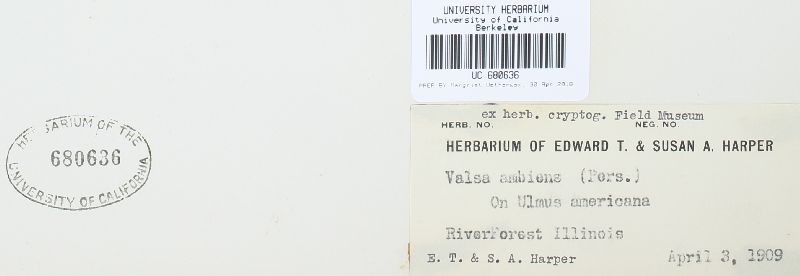 UNIVERSITY HERBARIUM
University of California
Berkeley
UC 680636
HERBARIUM OF THE
680636
UNIVERSITY OF CALIFORNIA
ex herb. cryptog. Field Museum
HERB. NO. NEG. NO.
HERBARIUM OF EDWARD T. & SUSAN A. HARPER
Valsa ambiens (Pers.)
On Ulmus americana
RiverForest Illinois
E. T. & S. A. Harper April 3, 1909